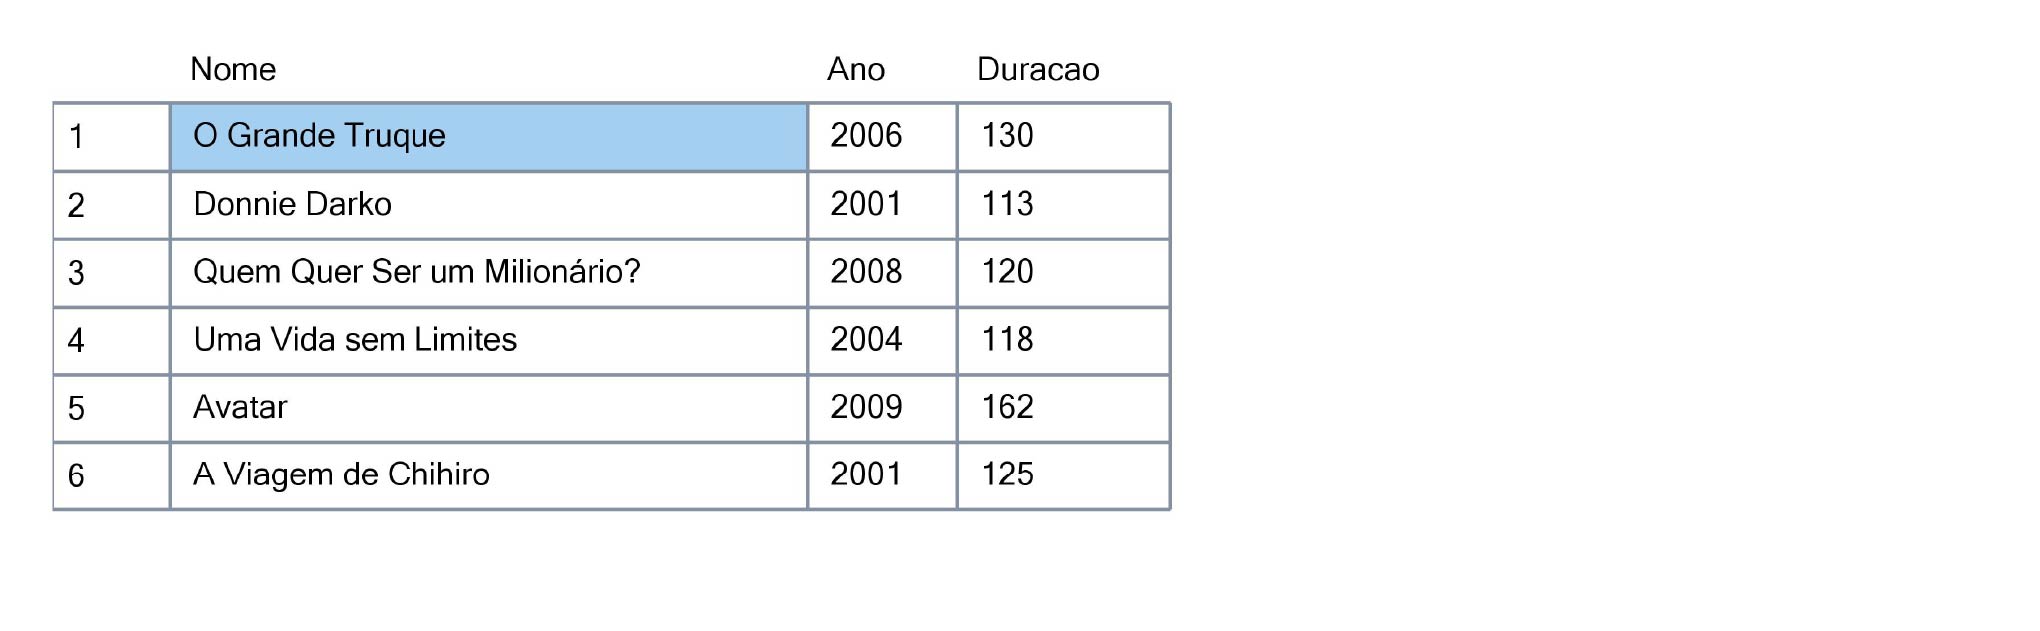 Nome Ano Duracao
1 O Grande Truque 2006 130
2 Donnie Darko 2001 113
3 Quem Quer Ser um Milionário? 2008 120
4 Uma Vida sem Limites 2004 118
5 Avatar 2009 162
6 A Viagem de Chihiro 2001 125